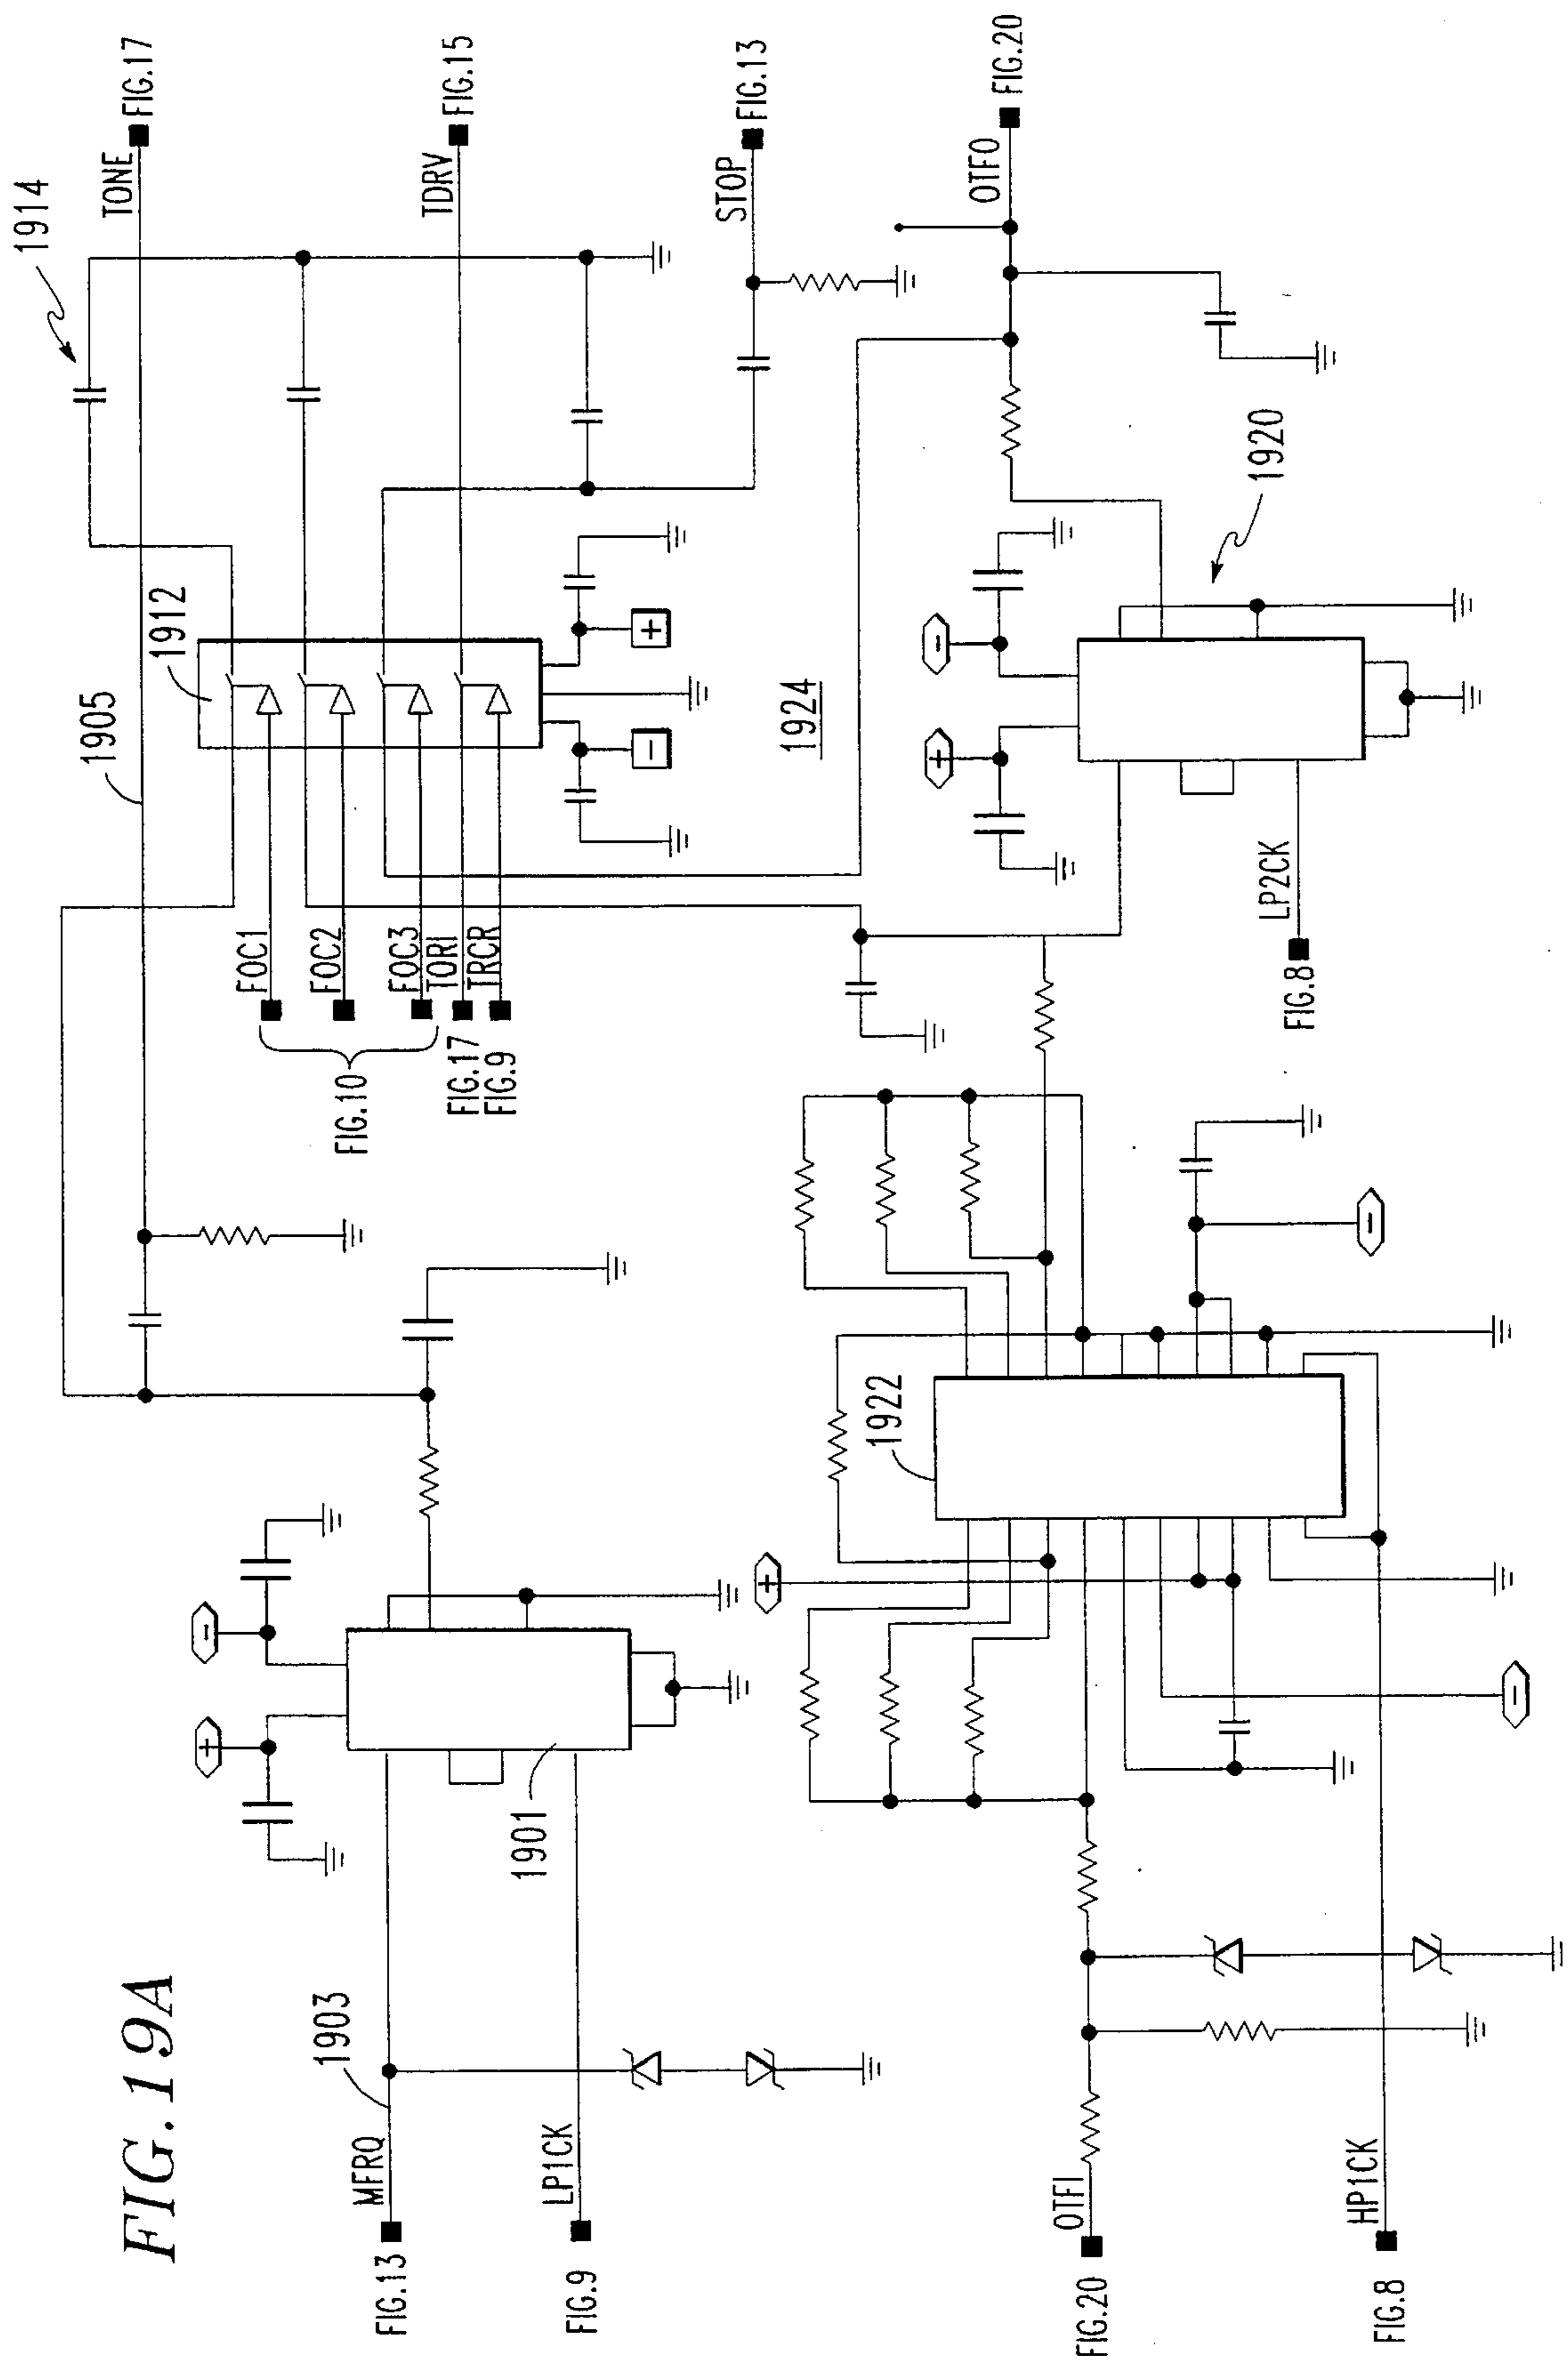 FIG. 19A
1914
TONE
FIG.17
1905
1912
TDRV
FIG.15
FOC1
FOC2
FOC3
TORI
TRCR
FIG.10
FIG.17
FIG.9
+
-
STOP
FIG.13
1924
MFRQ
FIG.13
1903
LP1CK
FIG.9
1901
+
-
OTFO
FIG.20
1920
+
-
LP2CK
FIG.8
1922
+
-
-
OTFI
FIG.20
HP1CK
FIG.8